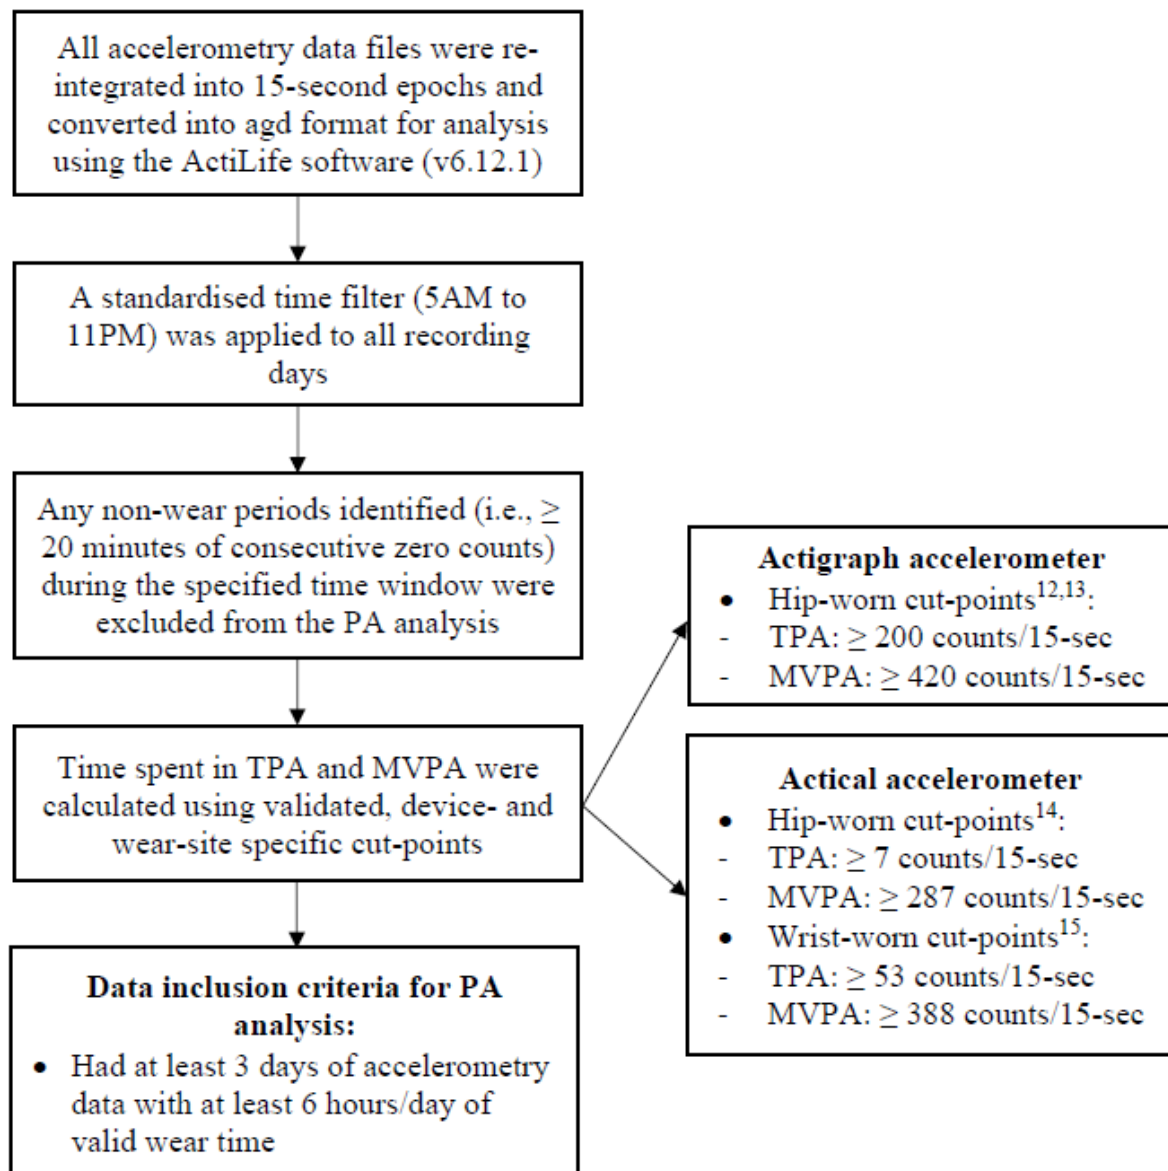 All accelerometry data files were re-
integrated into 15-second epochs and
converted into agd format for analysis
using the ActiLife software (v6.12.1)
A standardised time filter (5AM to
11PM) was applied to all recording
days
Any non-wear periods identified (i.e., ≥
20 minutes of consecutive zero counts)
during the specified time window were
excluded from the PA analysis
Time spent in TPA and MVPA were
calculated using validated, device- and
wear-site specific cut-points
Data inclusion criteria for PA
analysis:
• Had at least 3 days of accelerometry
data with at least 6 hours/day of
valid wear time
Actigraph accelerometer
• Hip-worn cut-points12,13:
- TPA: ≥ 200 counts/15-sec
- MVPA: ≥ 420 counts/15-sec
Actical accelerometer
• Hip-worn cut-points14:
- TPA: ≥ 7 counts/15-sec
- MVPA: ≥ 287 counts/15-sec
• Wrist-worn cut-points15:
- TPA: ≥ 53 counts/15-sec
- MVPA: ≥ 388 counts/15-sec